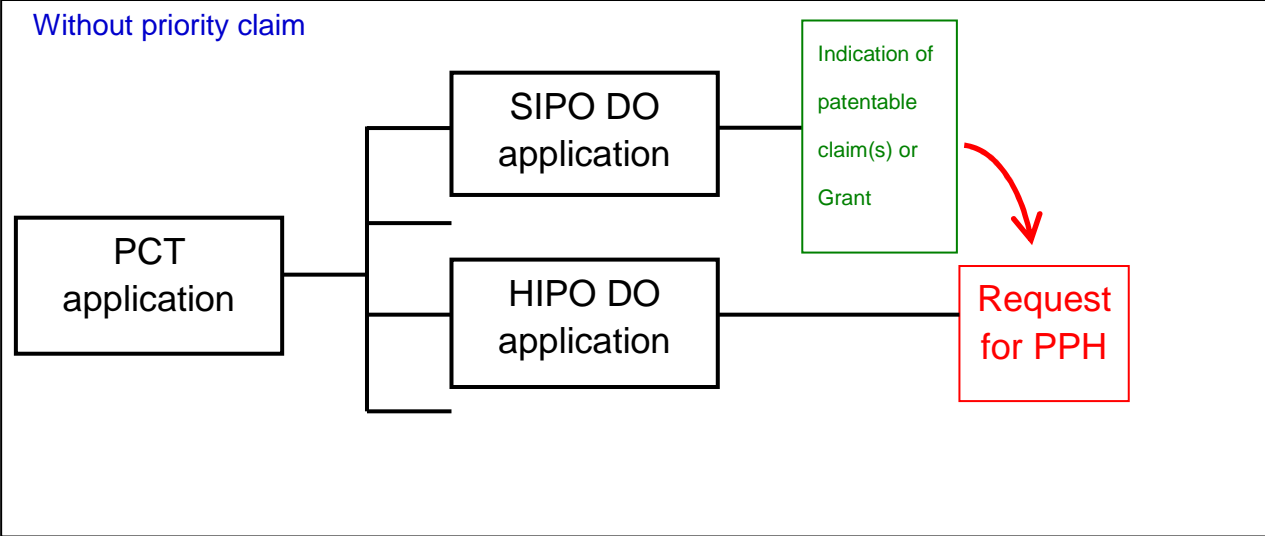 Without priority claim
SIPO DO
application
Indication of
patentable
claim(s) or
Grant
PCT
application
HIPO DO
application
Request
for PPH